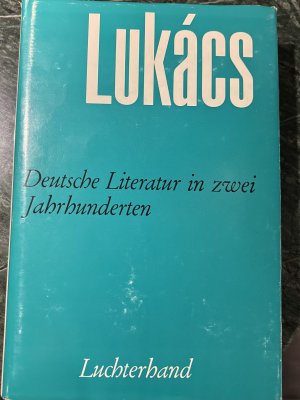 Lukács
Deutsche Literatur in zwei
Jahrhunderten
Luchterhand